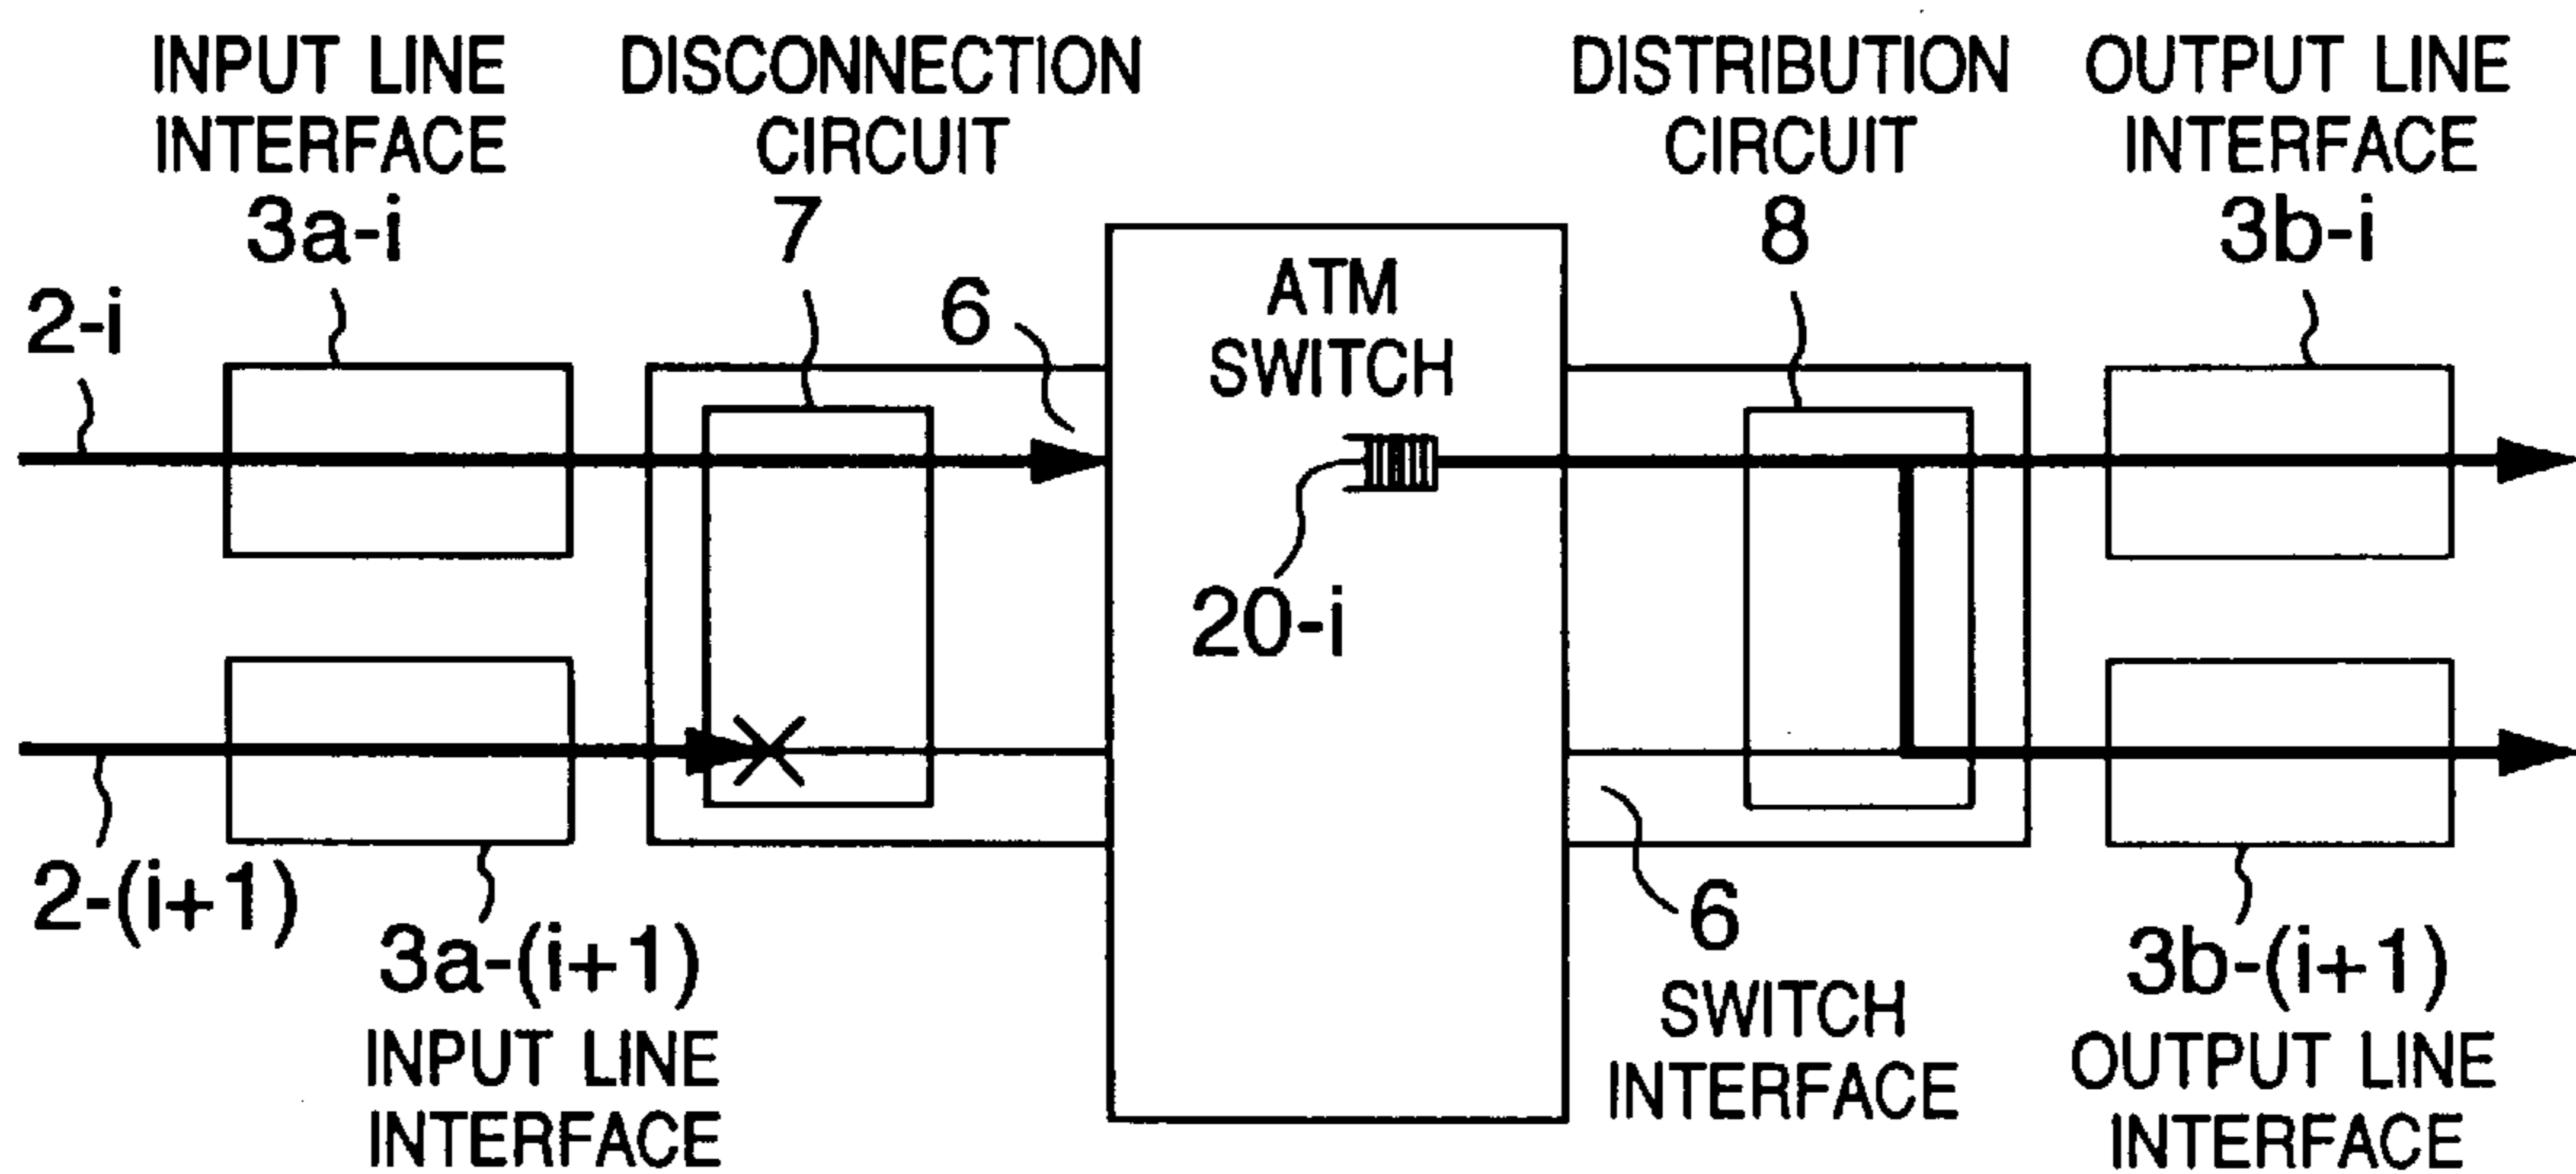 INPUT LINE
INTERFACE
3a-i
DISCONNECTION
CIRCUIT
7
DISTRIBUTION
CIRCUIT
8
OUTPUT LINE
INTERFACE
3b-i
2-i
6
ATM
SWITCH
20-i
2-(i+1)
3a-(i+1)
INPUT LINE
INTERFACE
6
SWITCH
INTERFACE
3b-(i+1)
OUTPUT LINE
INTERFACE